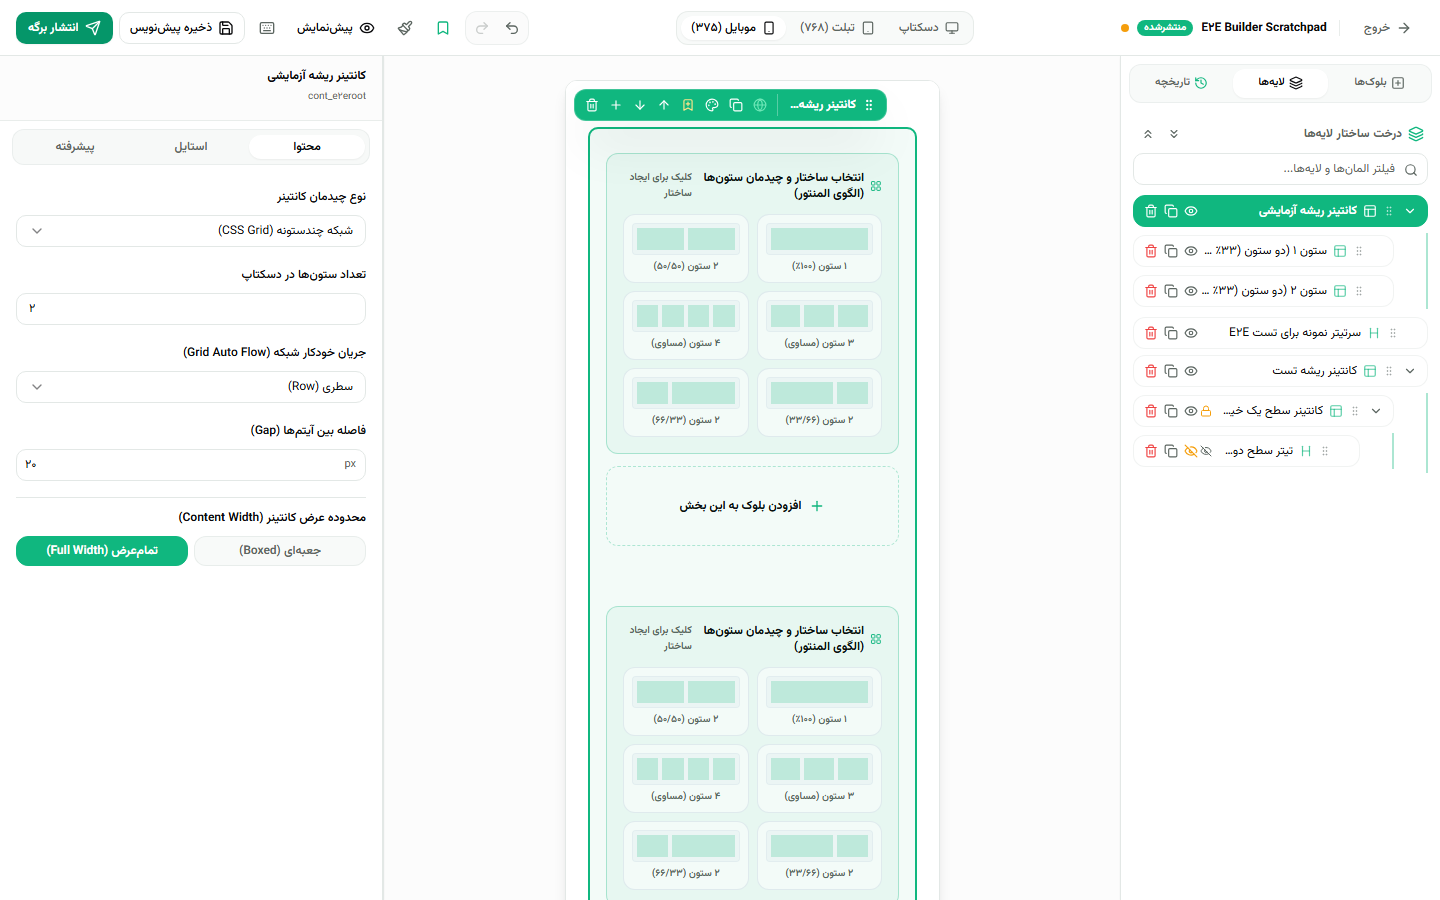 خروج
E۲E Builder Scratchpad
منتشرشده
دسکتاپ
تبلت (۷۶۸)
موبایل (۳۷۵)
پیش‌نمایش
ذخیره پیش‌نویس
انتشار برگه
بلوک‌ها
لایه‌ها
تاریخچه
درخت ساختار لایه‌ها
فیلتر المان‌ها و لایه‌ها...
کانتینر ریشه آزمایشی
ستون ۱ (دو ستون (۳۳٪ ...
ستون ۲ (دو ستون (۳۳٪ ...
سرتیتر نمونه برای تست E۲E
کانتینر ریشه تست
کانتینر سطح یک خی...
تیتر سطح دو...
کانتینر ریشه...
انتخاب ساختار و چیدمان ستون‌ها (الگوی المنتور)
کلیک برای ایجاد ساختار
۱ ستون (۱۰۰٪)
۲ ستون (۵۰/۵۰)
۳ ستون (مساوی)
۴ ستون (مساوی)
۲ ستون (۳۳/۶۶)
۲ ستون (۶۶/۳۳)
افزودن بلوک به این بخش
انتخاب ساختار و چیدمان ستون‌ها (الگوی المنتور)
کلیک برای ایجاد ساختار
۱ ستون (۱۰۰٪)
۲ ستون (۵۰/۵۰)
۳ ستون (مساوی)
۴ ستون (مساوی)
۲ ستون (۳۳/۶۶)
۲ ستون (۶۶/۳۳)
کانتینر ریشه آزمایشی
cont_e۲eroot
محتوا
استایل
پیشرفته
نوع چیدمان کانتینر
شبکه چندستونه (CSS Grid)
تعداد ستون‌ها در دسکتاپ
۲
جریان خودکار شبکه (Grid Auto Flow)
سطری (Row)
فاصله بین آیتم‌ها (Gap)
۲۰
px
محدوده عرض کانتینر (Content Width)
جعبه‌ای (Boxed)
تمام‌عرض (Full Width)